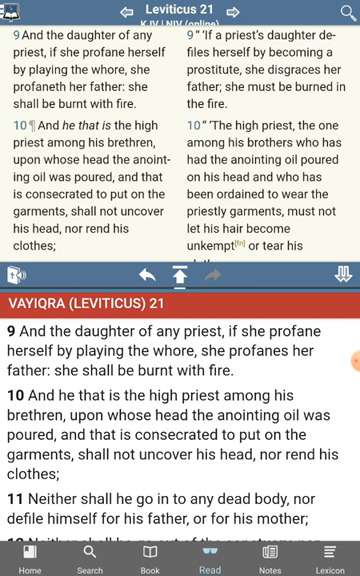 Leviticus 21
KJV | NIV (online)
9 And the daughter of any
priest, if she profane herself
by playing the whore, she
profaneth her father: she
shall be burnt with fire.
10 ¶ And he that is the high
priest among his brethren,
upon whose head the anoint-
ing oil was poured, and that
is consecrated to put on the
garments, shall not uncover
his head, nor rend his
clothes;
9 “ ‘If a priest’s daughter de-
files herself by becoming a
prostitute, she disgraces her
father; she must be burned in
the fire.
10 “ ‘The high priest, the one
among his brothers who has
had the anointing oil poured
on his head and who has
been ordained to wear the
priestly garments, must not
let his hair become
unkempt[fn] or tear his
VAYIQRA (LEVITICUS) 21
9 And the daughter of any priest, if she profane
herself by playing the whore, she profanes her
father: she shall be burnt with fire.
10 And he that is the high priest among his
brethren, upon whose head the anointing oil was
poured, and that is consecrated to put on the
garments, shall not uncover his head, nor rend his
clothes;
11 Neither shall he go in to any dead body, nor
defile himself for his father, or for his mother;
Home Search Book Read Notes Lexicon